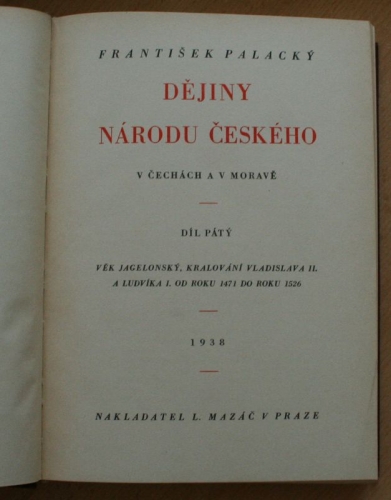 FRANTIŠEK PALACKÝ
DĚJINY
NÁRODU ČESKÉHO
V ČECHÁCH A V MORAVĚ
DÍL PÁTÝ
VĚK JAGELONSKÝ, KRALOVÁNÍ VLADISLAVA II.
A LUDVÍKA I. OD ROKU 1471 DO ROKU 1526
1938
NAKLADATEL L. MAZÁČ V PRAZE